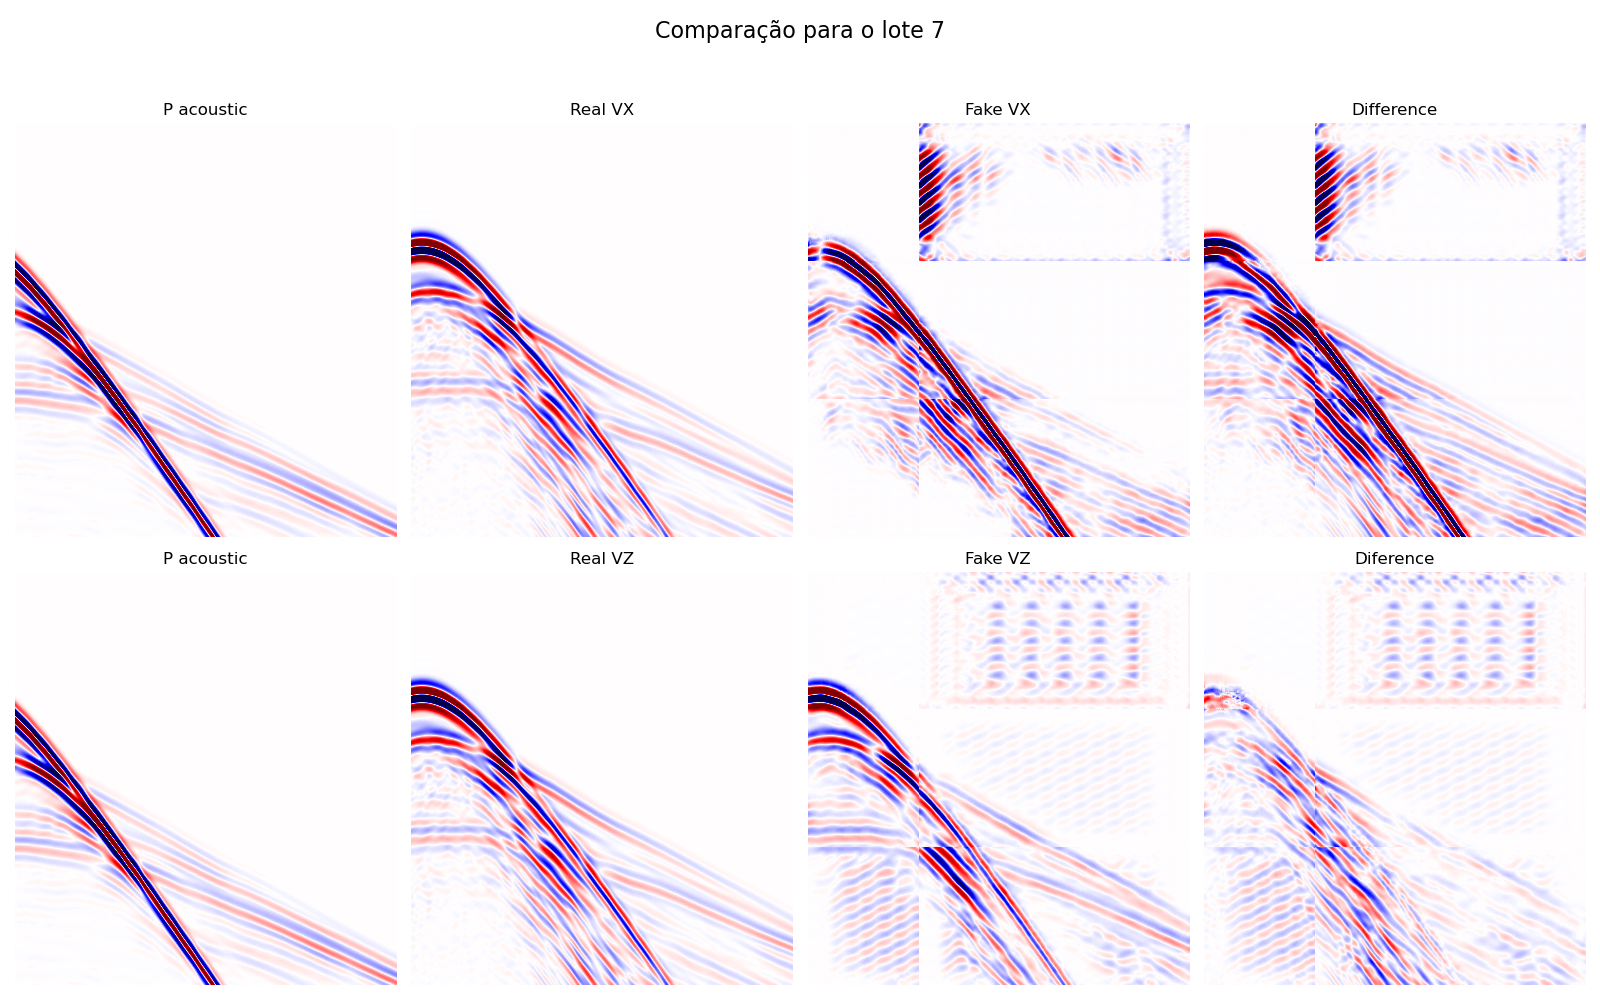 Comparação para o lote 7
P acoustic
Real VX
Fake VX
Difference
P acoustic
Real VZ
Fake VZ
Diference